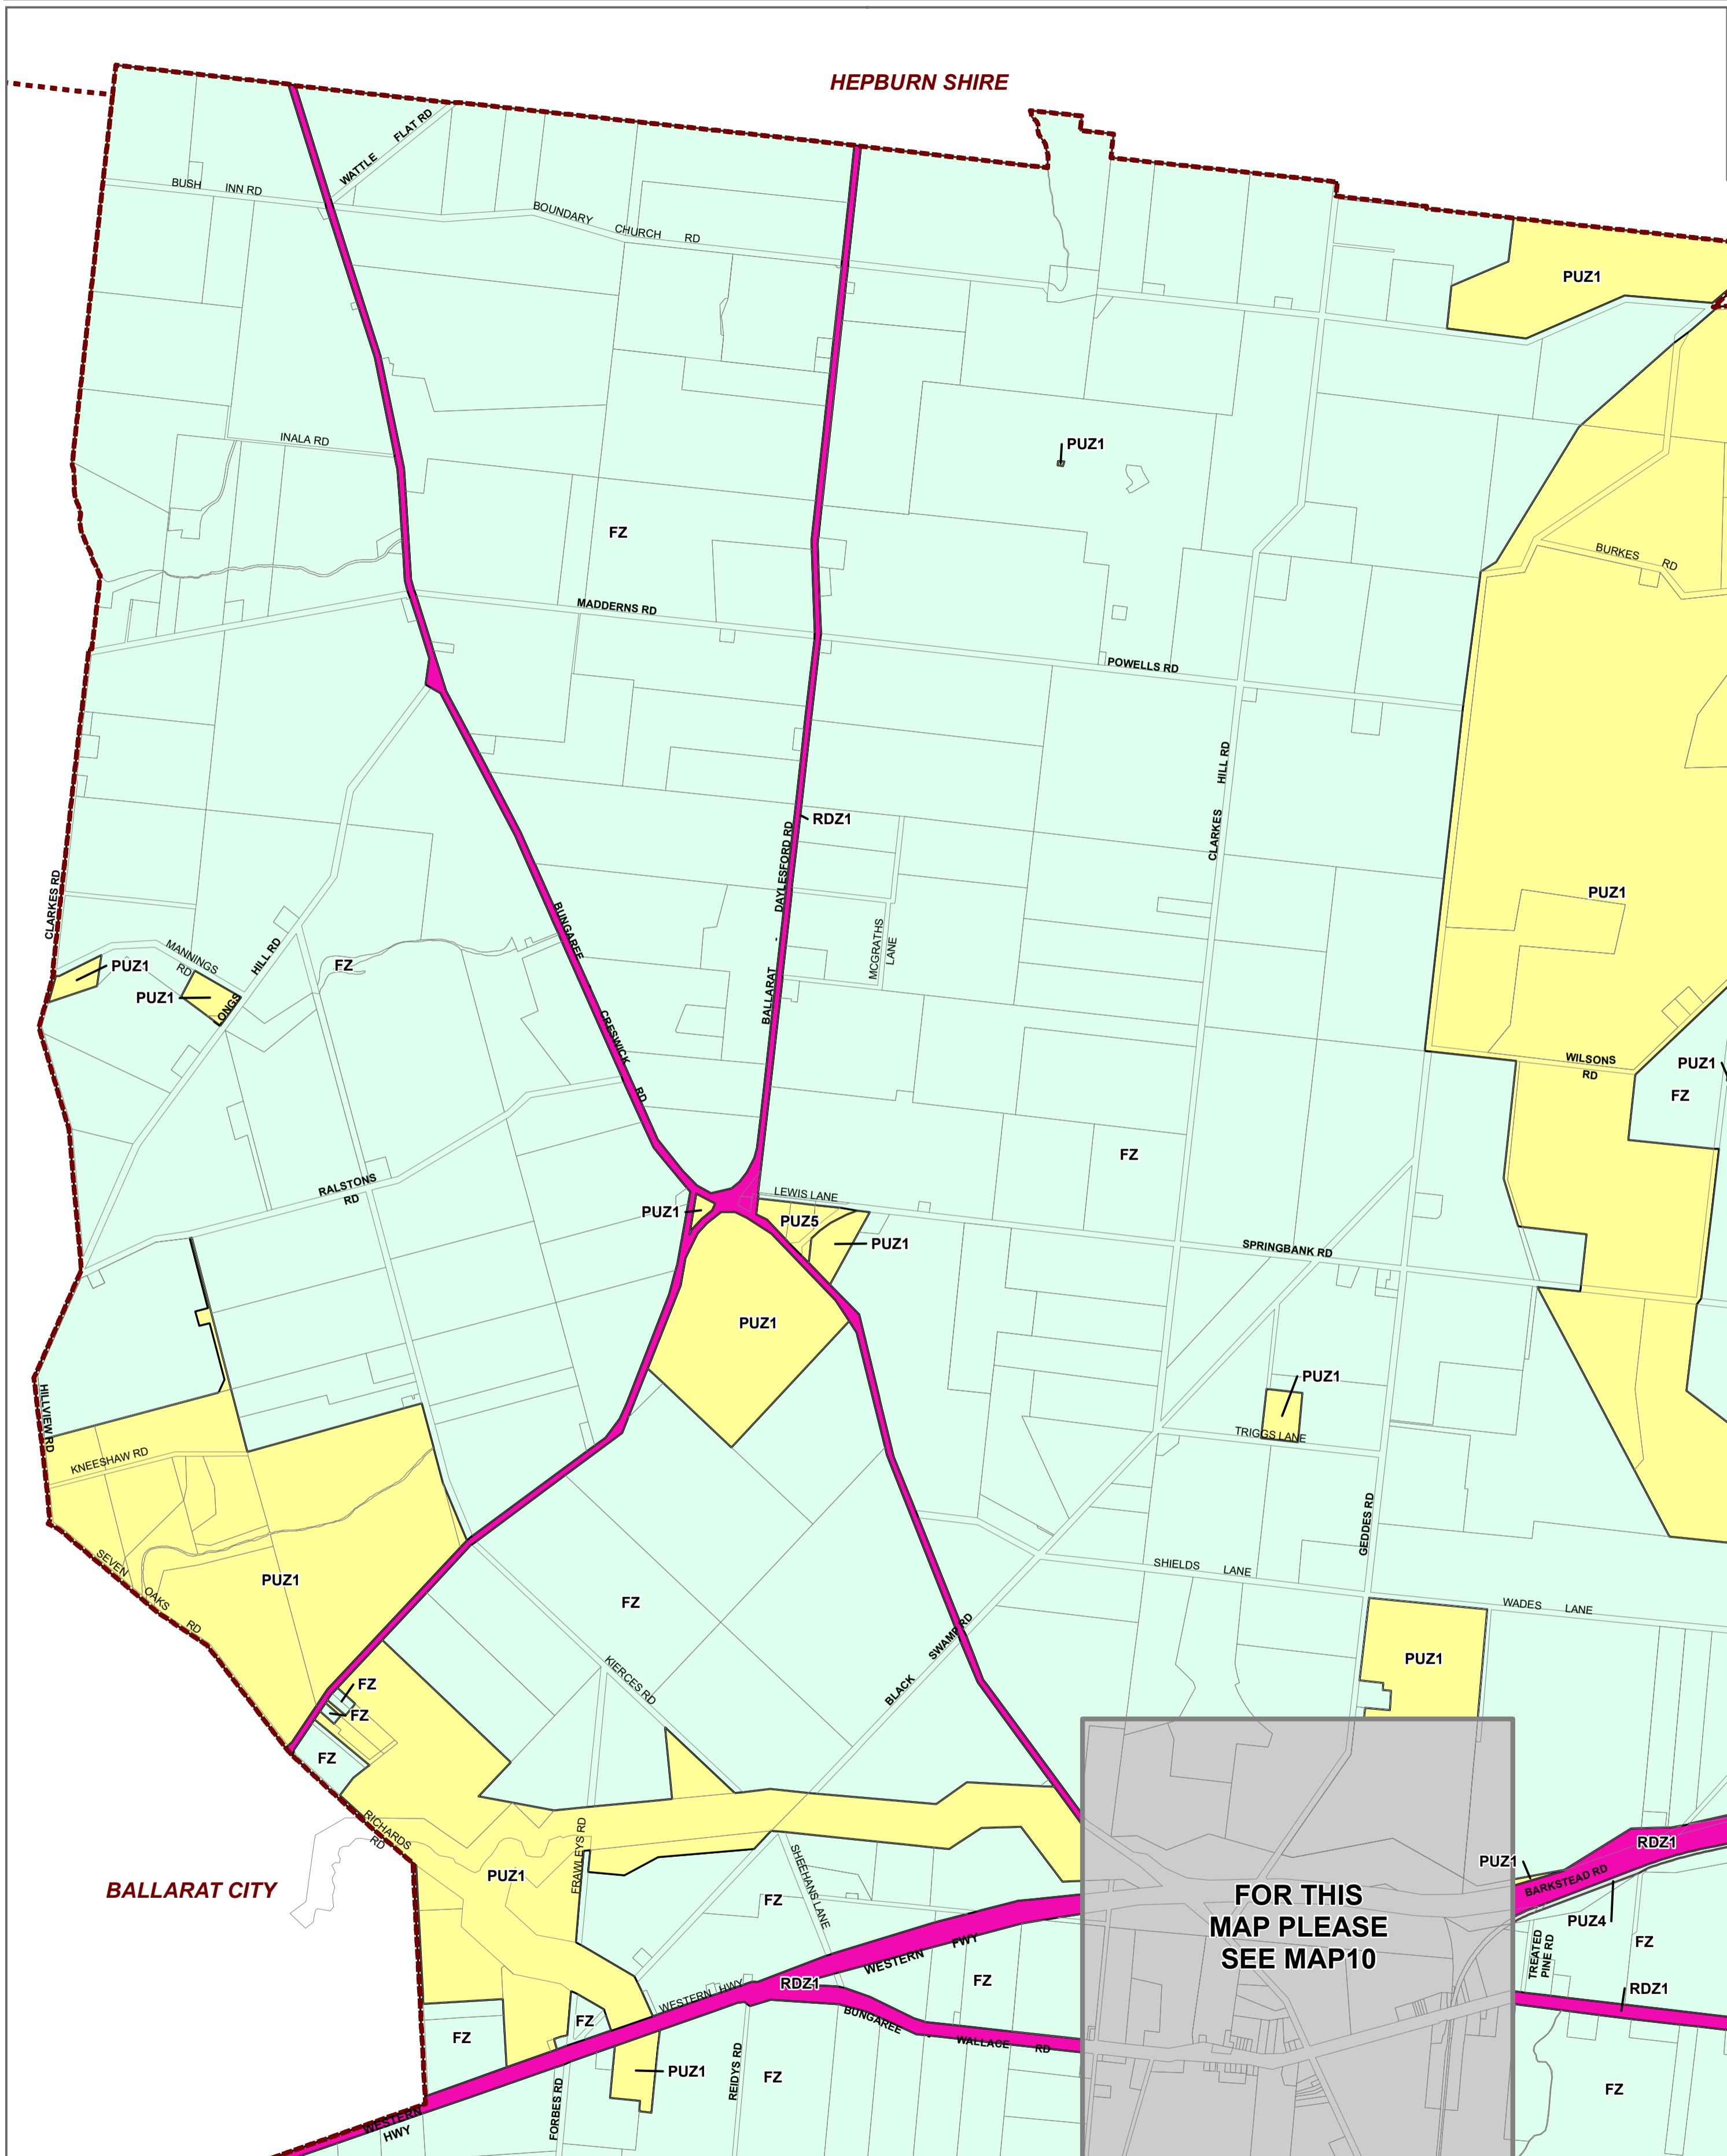 HEPBURN SHIRE
WATTLE FLAT RD
BUSH INN RD
BOUNDARY CHURCH RD
PUZ1
INALA RD
PUZ1
FZ
BURKES RD
MADDERNS RD
POWELLS RD
CLARKES HILL RD
RDZ1
BALLARAT - DAYLESFORD RD
CLARKES RD
PUZ1
BUNGAREE - CRESWICK RD
MCGRATHS LANE
MANNINGS RD
HILL RD
FZ
PUZ1
PUZ1
ONGS
WILSONS RD
PUZ1
FZ
FZ
RALSTONS RD
LEWIS LANE
PUZ1
PUZ5
PUZ1
SPRINGBANK RD
PUZ1
PUZ1
HILLVIEW RD
TRIGGS LANE
KNEESHAW RD
GEDDES RD
SEVEN OAKS RD
PUZ1
SHIELDS LANE
FZ
WADES LANE
BLACK SWAMP RD
PUZ1
KIERCES RD
FZ
FZ
FZ
RICHARDS RD
RDZ1
FRAWLEYS RD
SHEEHANS LANE
PUZ1
BARKSTEAD RD
PUZ1
BALLARAT CITY
FZ
FOR THIS
MAP PLEASE
SEE MAP10
PUZ4
FZ
TREATED
PINE RD
WESTERN FWY
RDZ1
FZ
WESTERN HWY
RDZ1
BUNGAREE WALLACE RD
FZ
FZ
PUZ1
REIDYS RD
FZ
FZ
FORBES RD
WESTERN
HWY